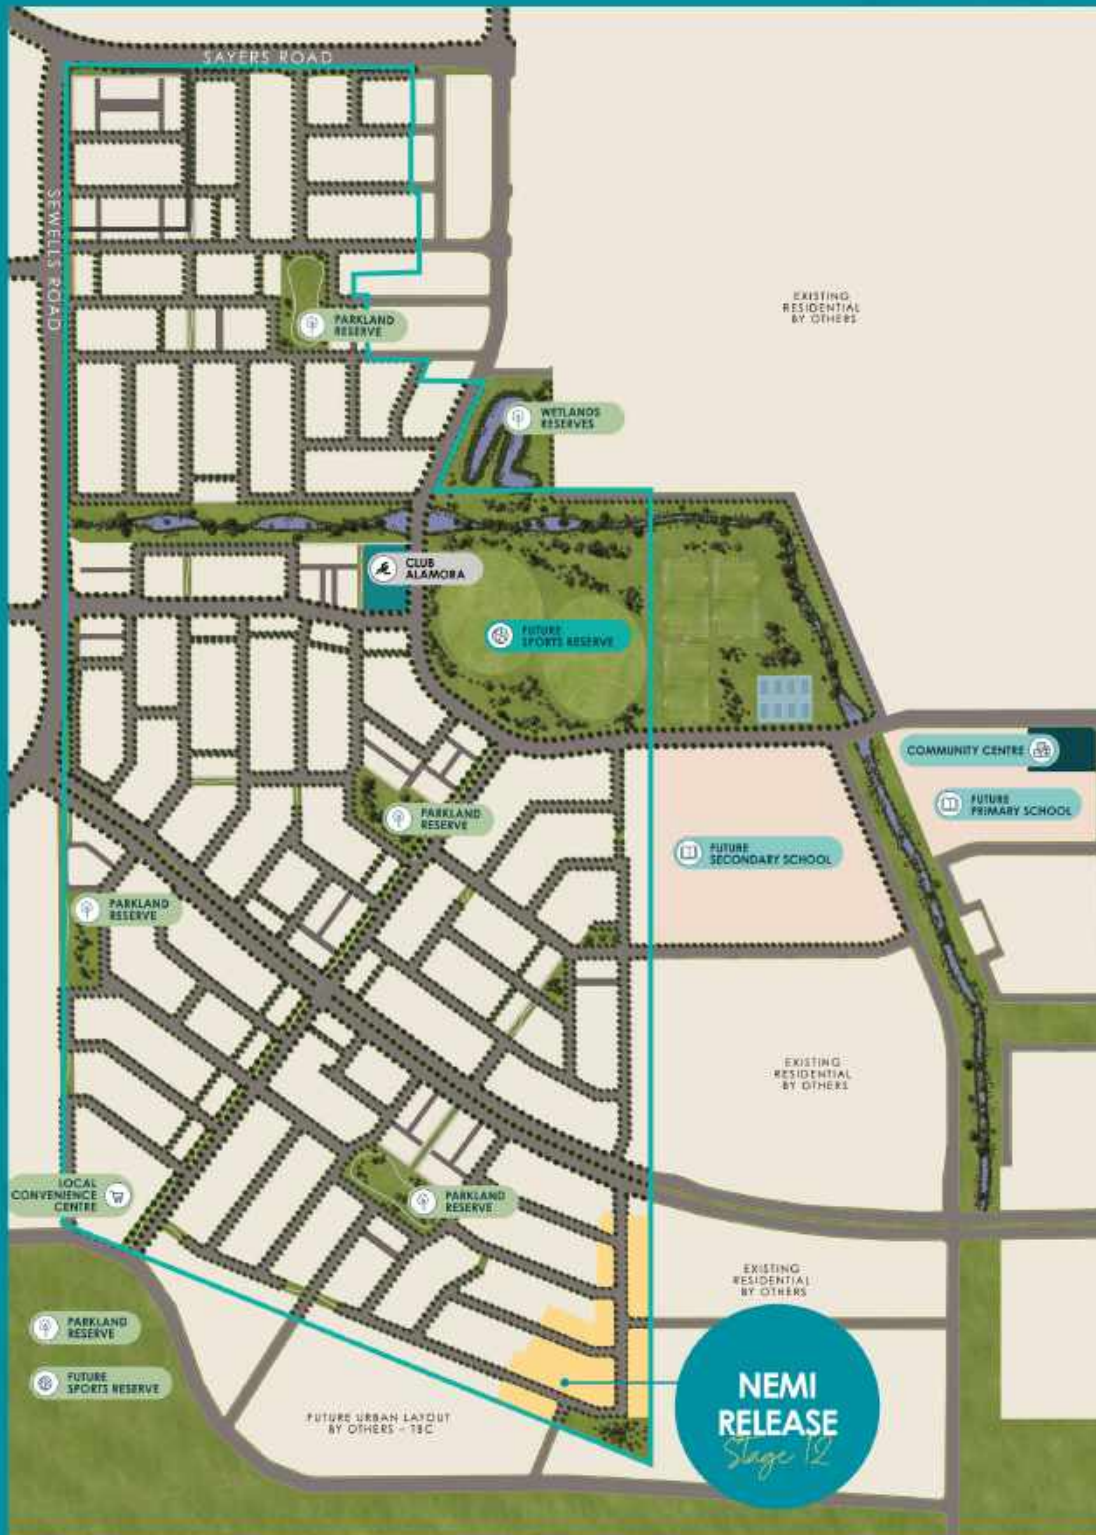 SAYERS ROAD
SEWELLS ROAD
EXISTING
RESIDENTIAL
BY OTHERS
PARKLAND
RESERVE
WETLANDS
RESERVES
CLUB
ALAMORA
FUTURE
SPORTS RESERVE
COMMUNITY CENTRE
FUTURE
PRIMARY SCHOOL
PARKLAND
RESERVE
FUTURE
SECONDARY SCHOOL
PARKLAND
RESERVE
EXISTING
RESIDENTIAL
BY OTHERS
LOCAL
CONVENIENCE
CENTRE
PARKLAND
RESERVE
EXISTING
RESIDENTIAL
BY OTHERS
PARKLAND
RESERVE
FUTURE
SPORTS RESERVE
NEMI
RELEASE
Stage 12
FUTURE URBAN LAYOUT
BY OTHERS - TBC